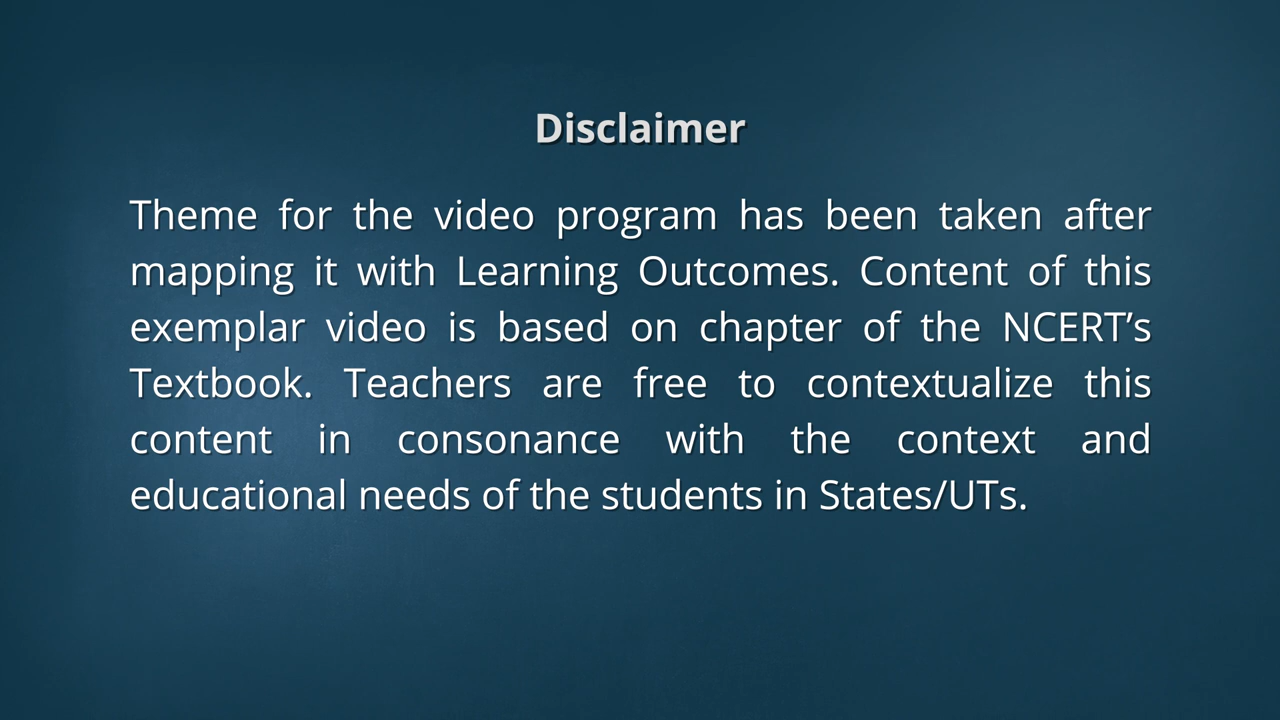 Disclaimer
Theme for the video program has been taken after
mapping it with Learning Outcomes. Content of this
exemplar video is based on chapter of the NCERT’s
Textbook. Teachers are free to contextualize this
content in consonance with the context and
educational needs of the students in States/UTs.